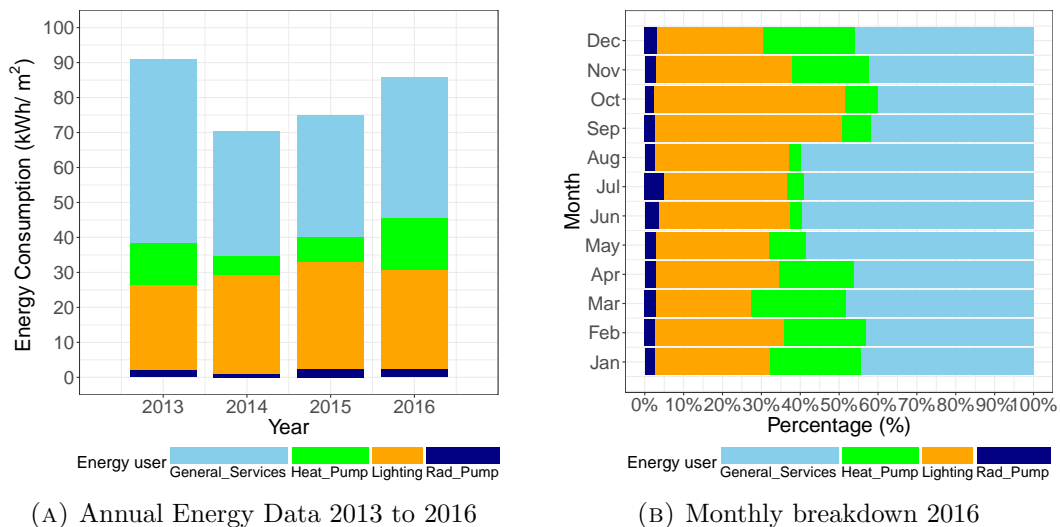 100
90
80
70
60
50
40
30
20
10
0
Energy Consumption (kWh/ m²)
2013 2014 2015 2016
Year
Energy user General_Services Heat_Pump Lighting Rad_Pump
(A) Annual Energy Data 2013 to 2016
Dec
Nov
Oct
Sep
Aug
Jul
Jun
May
Apr
Mar
Feb
Jan
Month
0% 10% 20% 30% 40% 50% 60% 70% 80% 90% 100%
Percentage (%)
Energy user General_Services Heat_Pump Lighting Rad_Pump
(B) Monthly breakdown 2016